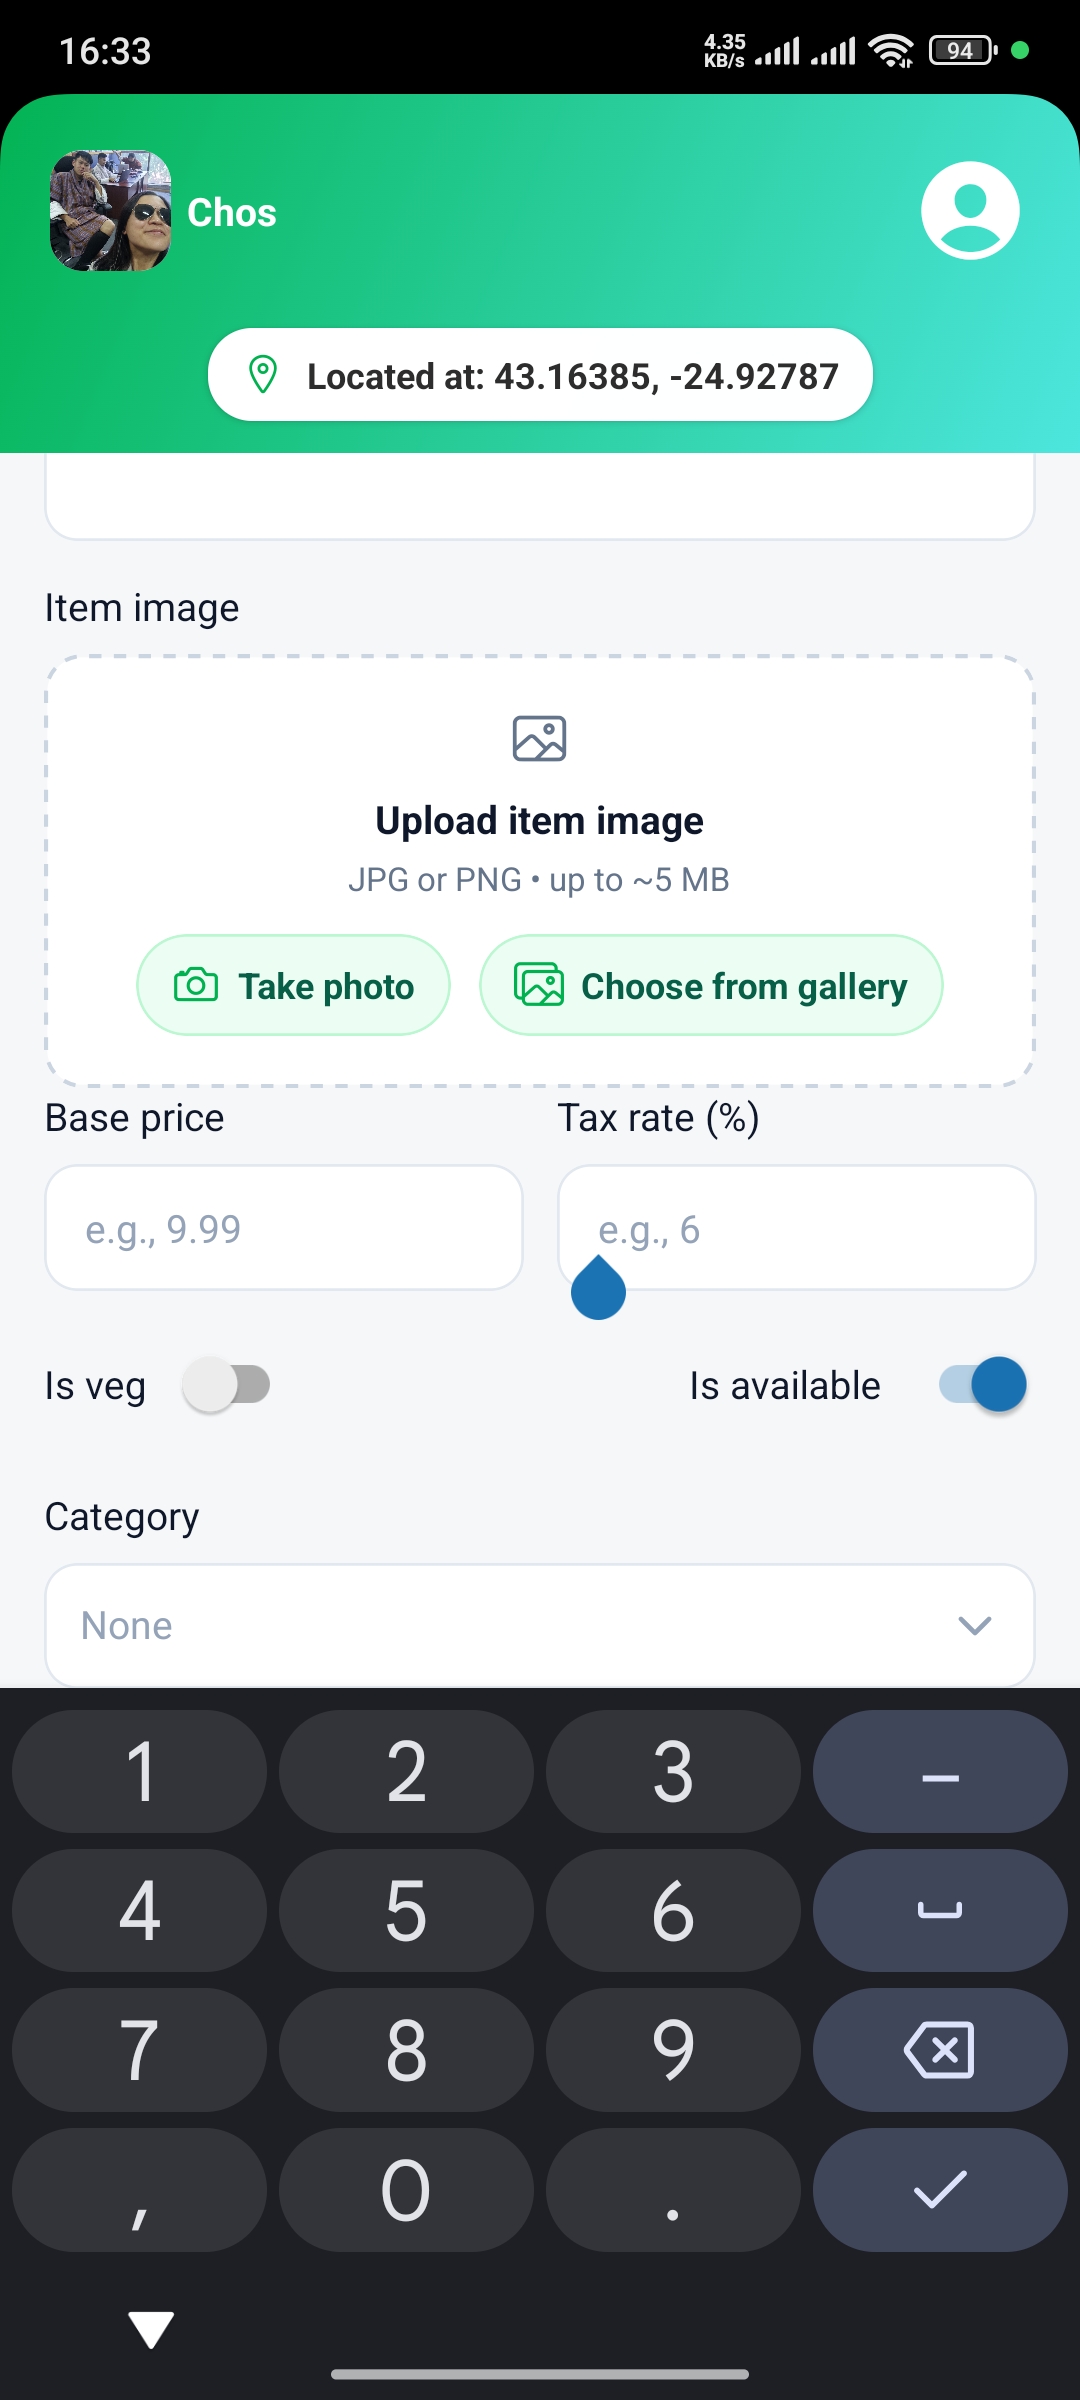 16:33
4.35
KB/s
94
Chos
Located at: 43.16385, -24.92787
Item image
Upload item image
JPG or PNG • up to ~5 MB
Take photo
Choose from gallery
Base price
Tax rate (%)
e.g., 9.99
e.g., 6
Is veg
Is available
Category
None
1 2 3 –
4 5 6
7 8 9
, 0 .